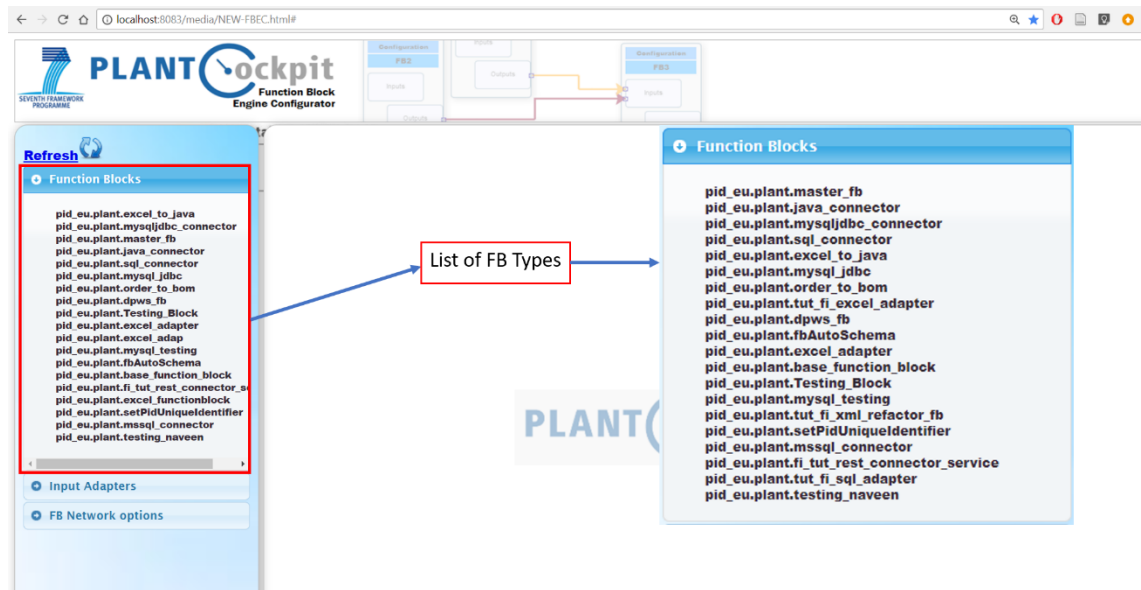 localhost:8083/media/NEW-FBEC.html#
SEVENTH FRAMEWORK
PROGRAMME
PLANT Cockpit
Function Block
Engine Configurator
Configuration
FB2
Inputs
Outputs
Inputs
Outputs
Configuration
FB3
Inputs
Refresh
Function Blocks
pid_eu.plant.excel_to_java
pid_eu.plant.mysqljdbc_connector
pid_eu.plant.master_fb
pid_eu.plant.java_connector
pid_eu.plant.sql_connector
pid_eu.plant.mysql_jdbc
pid_eu.plant.order_to_bom
pid_eu.plant.dpws_fb
pid_eu.plant.Testing_Block
pid_eu.plant.excel_adapter
pid_eu.plant.excel_adap
pid_eu.plant.mysql_testing
pid_eu.plant.fbAutoSchema
pid_eu.plant.base_function_block
pid_eu.plant.fi_tut_rest_connector_se
pid_eu.plant.excel_functionblock
pid_eu.plant.setPidUniqueIdentifier
pid_eu.plant.mssql_connector
pid_eu.plant.testing_naveen
Input Adapters
FB Network options
List of FB Types
PLANT
Function Blocks
pid_eu.plant.master_fb
pid_eu.plant.java_connector
pid_eu.plant.mysqljdbc_connector
pid_eu.plant.sql_connector
pid_eu.plant.excel_to_java
pid_eu.plant.mysql_jdbc
pid_eu.plant.order_to_bom
pid_eu.plant.tut_fi_excel_adapter
pid_eu.plant.dpws_fb
pid_eu.plant.fbAutoSchema
pid_eu.plant.excel_adapter
pid_eu.plant.base_function_block
pid_eu.plant.Testing_Block
pid_eu.plant.mysql_testing
pid_eu.plant.tut_fi_xml_refactor_fb
pid_eu.plant.setPidUniqueIdentifier
pid_eu.plant.mssql_connector
pid_eu.plant.fi_tut_rest_connector_service
pid_eu.plant.tut_fi_sql_adapter
pid_eu.plant.testing_naveen